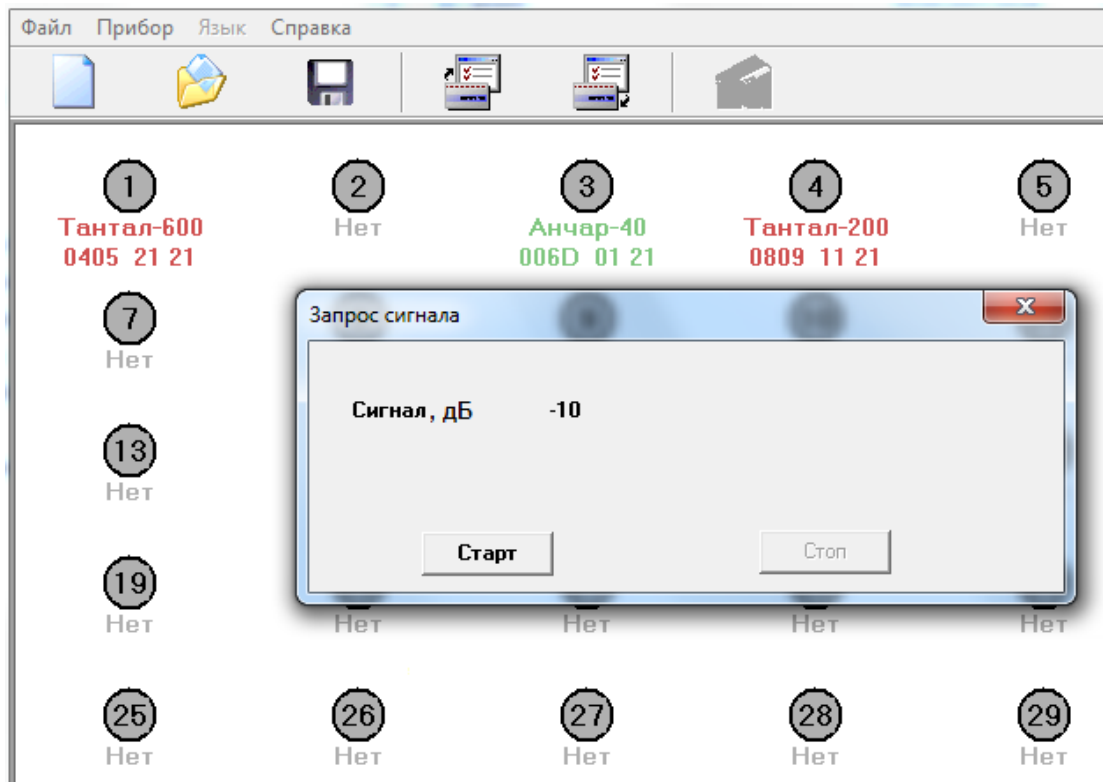 Файл Прибор Язык Справка
1 2 3 4 5
Тантал-600 Нет Анчар-40 Тантал-200 Нет
0405 21 21 006D 01 21 0809 11 21
7
Запрос сигнала
Нет
Сигнал, дБ -10
13
Нет
Старт Стоп
19
Нет Нет Нет Нет Нет
25 26 27 28 29
Нет Нет Нет Нет Нет